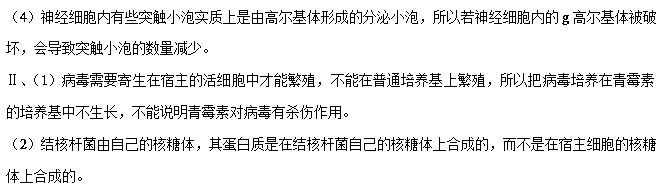 (4)神经细胞内有些突触小泡实质上是由高尔基体形成的分泌小泡，所以若神经细胞内的 g 高尔基体被破
坏，会导致突触小泡的数量减少。
Ⅱ、(1)病毒需要寄生在宿主的活细胞中才能繁殖，不能在普通培养基上繁殖，所以把病毒培养在青霉素
的培养基中不生长，不能说明青霉素对病毒有杀伤作用。
(2)结核杆菌由自己的核糖体，其蛋白质是在结核杆菌自己的核糖体上合成的，而不是在宿主细胞的核糖
体上合成的。